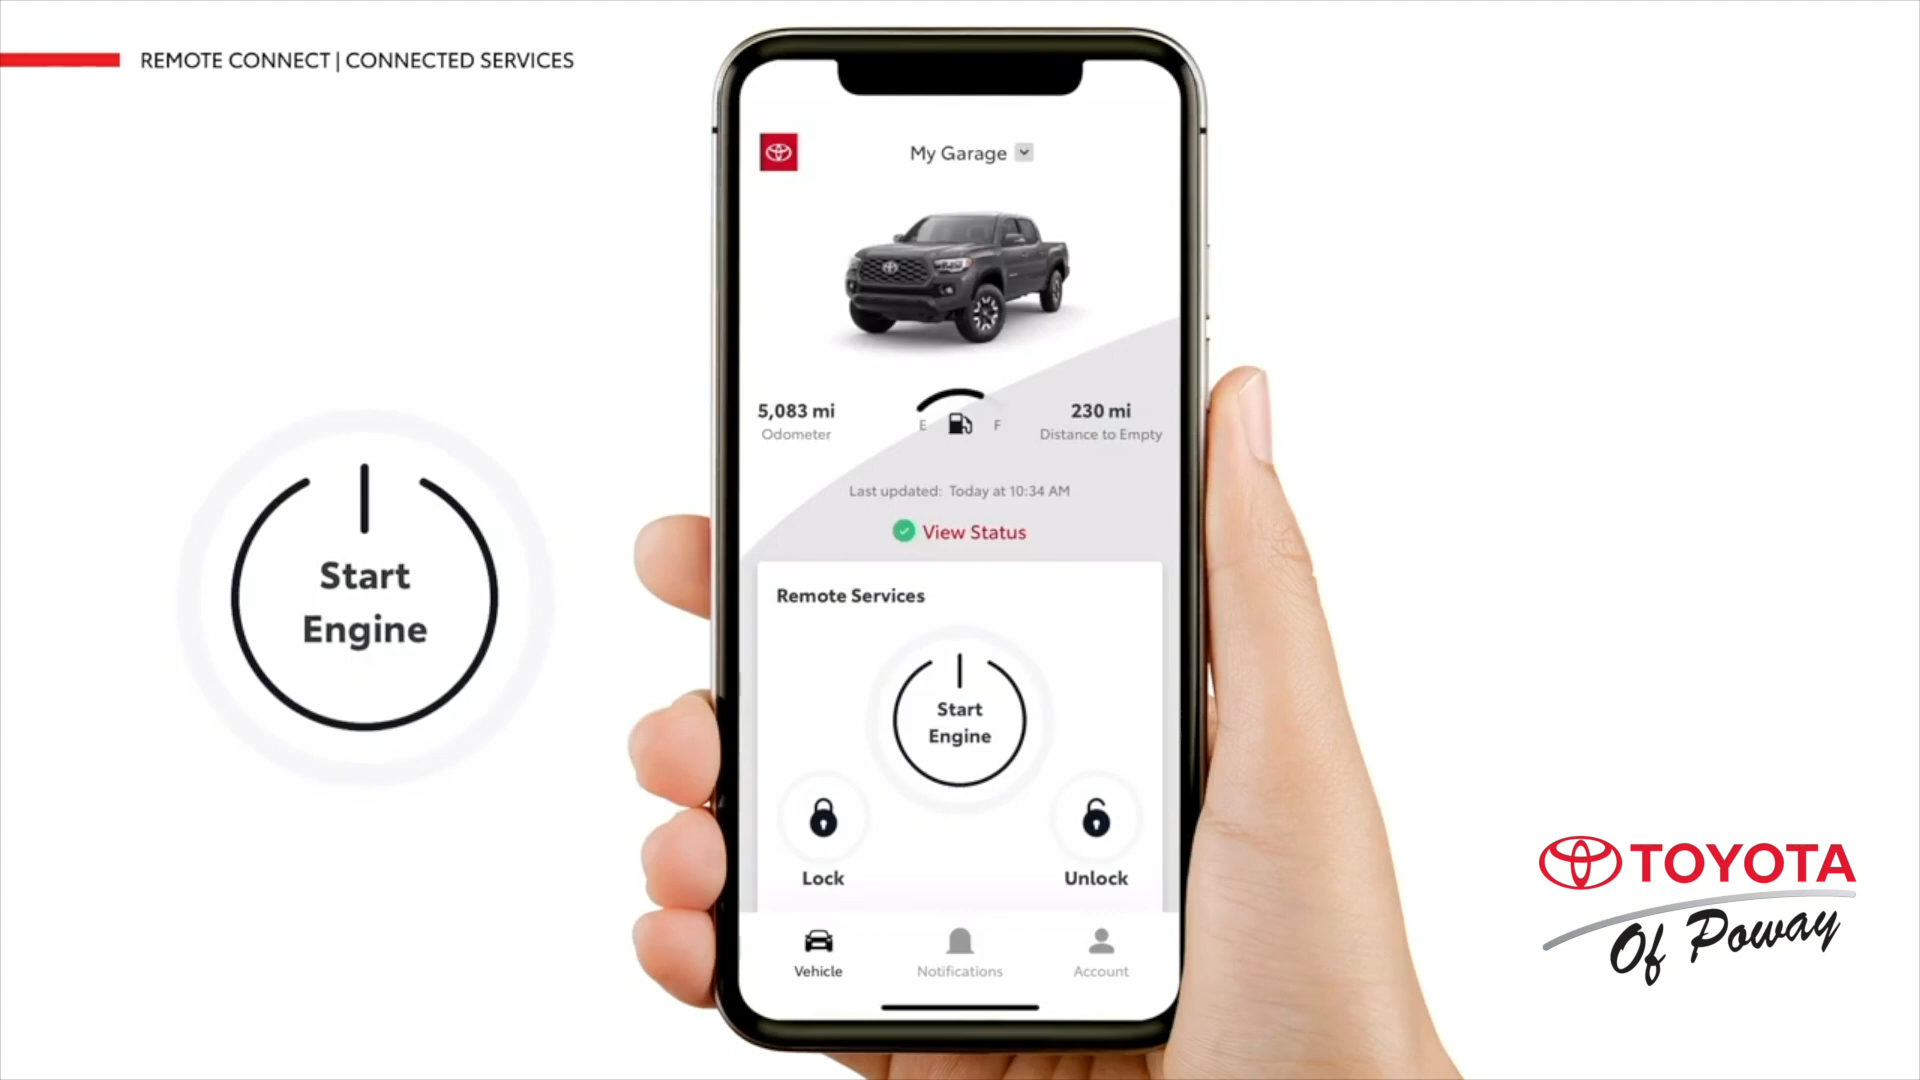 REMOTE CONNECT | CONNECTED SERVICES
My Garage
5,083 mi
Odometer
E
F
230 mi
Distance to Empty
Last updated: Today at 10:34 AM
View Status
Remote Services
Start
Engine
Lock
Unlock
Vehicle
Notifications
Account
Start
Engine
TOYOTA
Of Poway